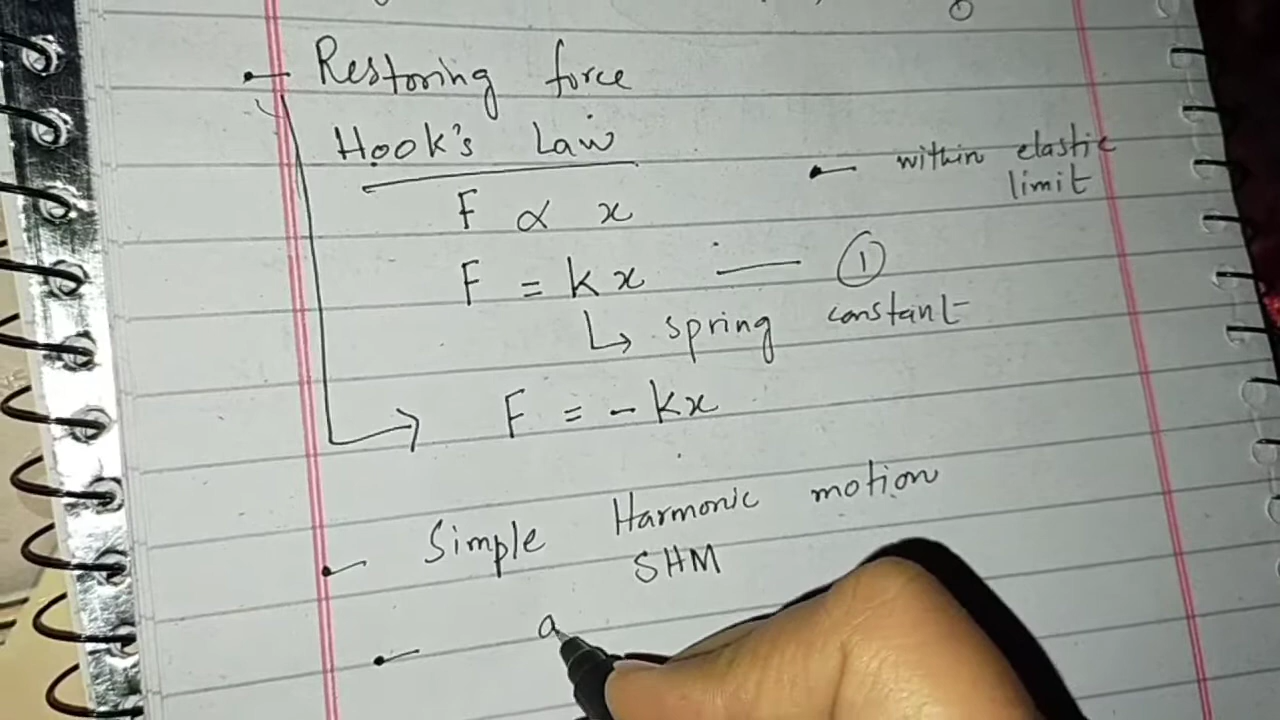 Restoring force
Hook's Law
within elastic
limit
F ∝ x
F = kx — ①
↳ spring constant
F = -kx
Simple Harmonic motion
SHM
a